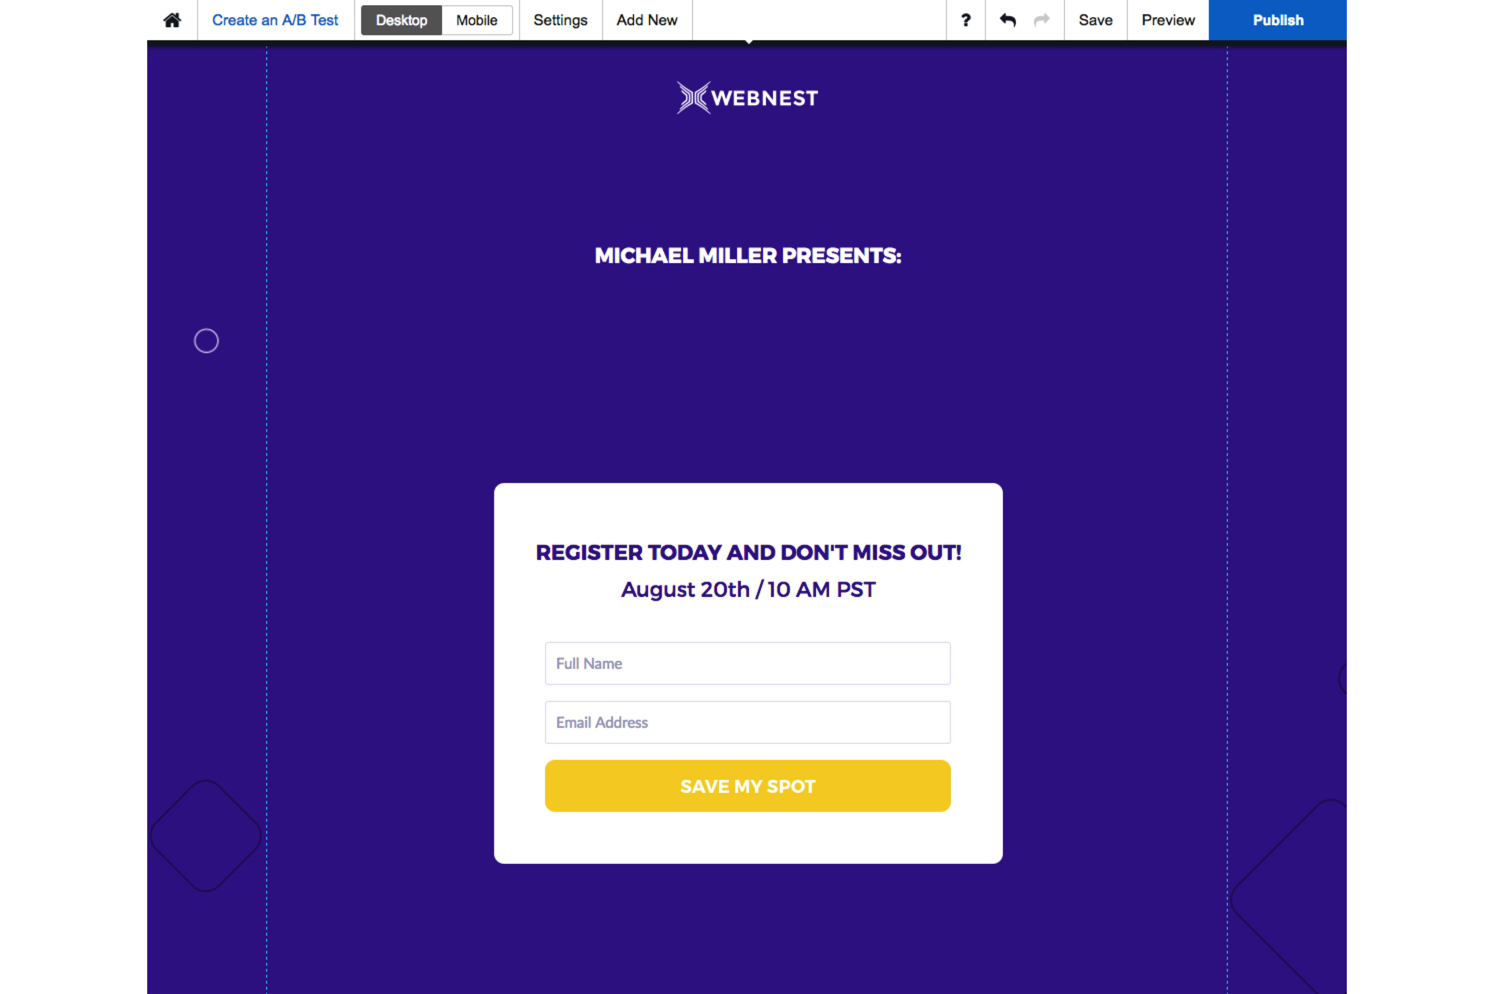 Create an A/B Test
Desktop
Mobile
Settings
Add New
?
Save
Preview
Publish
WEBNEST
MICHAEL MILLER PRESENTS:
REGISTER TODAY AND DON'T MISS OUT!
August 20th / 10 AM PST
Full Name
Email Address
SAVE MY SPOT